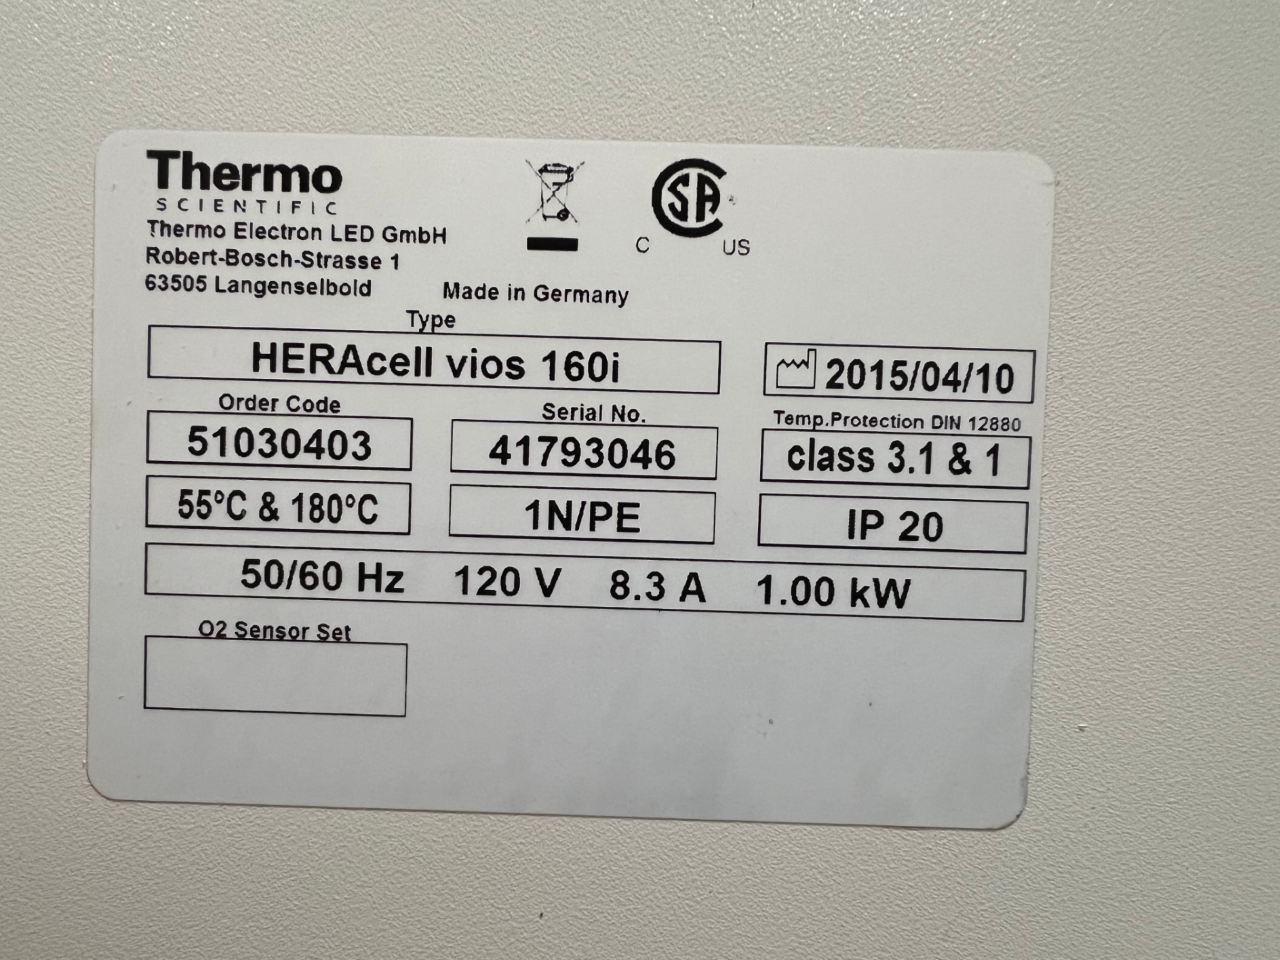 Thermo
SCIENTIFIC
Thermo Electron LED GmbH
Robert-Bosch-Strasse 1
63505 Langenselbold
Made in Germany
C SA US
Type
HERAcell vios 160i
2015/04/10
Order Code
Serial No.
Temp.Protection DIN 12880
51030403
41793046
class 3.1 & 1
55°C & 180°C
1N/PE
IP 20
50/60 Hz 120 V 8.3 A 1.00 kW
O2 Sensor Set